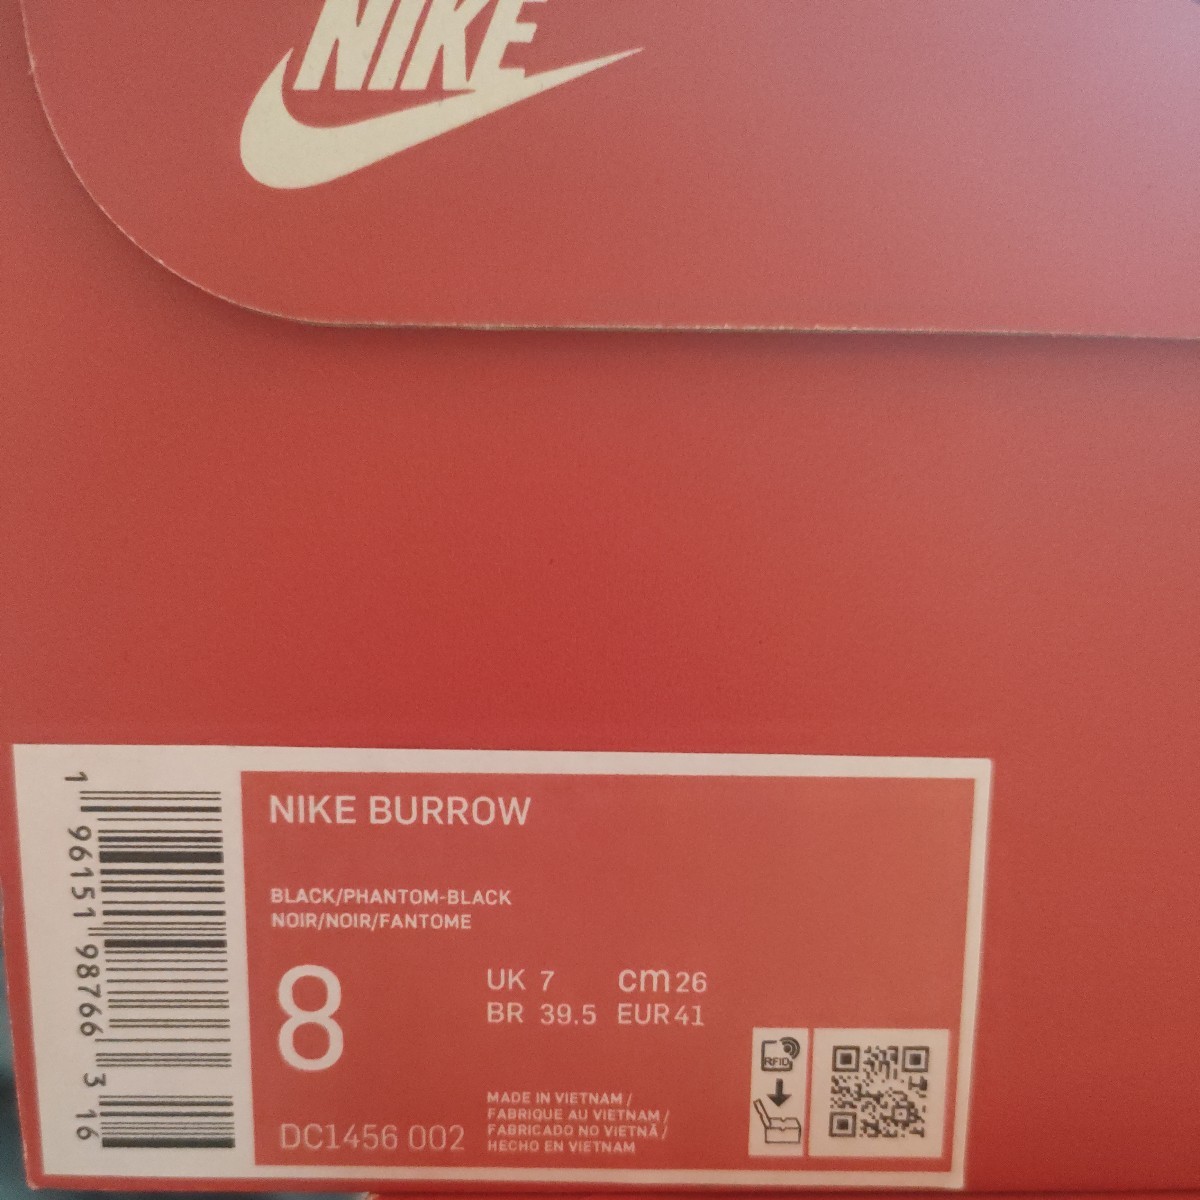 NIKE
NIKE BURROW
BLACK/PHANTOM-BLACK
NOIR/NOIR/FANTOME
8
UK 7 cm 26
BR 39.5 EUR 41
DC1456 002
MADE IN VIETNAM /
FABRIQUE AU VIETNAM /
FABRICADO NO VIETNÃ /
HECHO EN VIETNAM
RFID
1 96151 98766 3 16